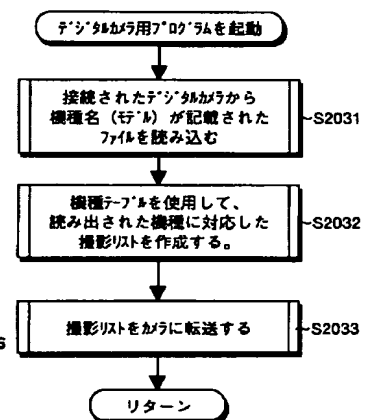 デジタルカメラ用プログラムを起動
接続されたデジタルカメラから
機種名（モデル）が記載された
ファイルを読み込む
S2031
機種テーブルを使用して、
読み出された機種に対応した
撮影リストを作成する。
S2032
撮影リストをカメラに転送する
S2033
6
リターン